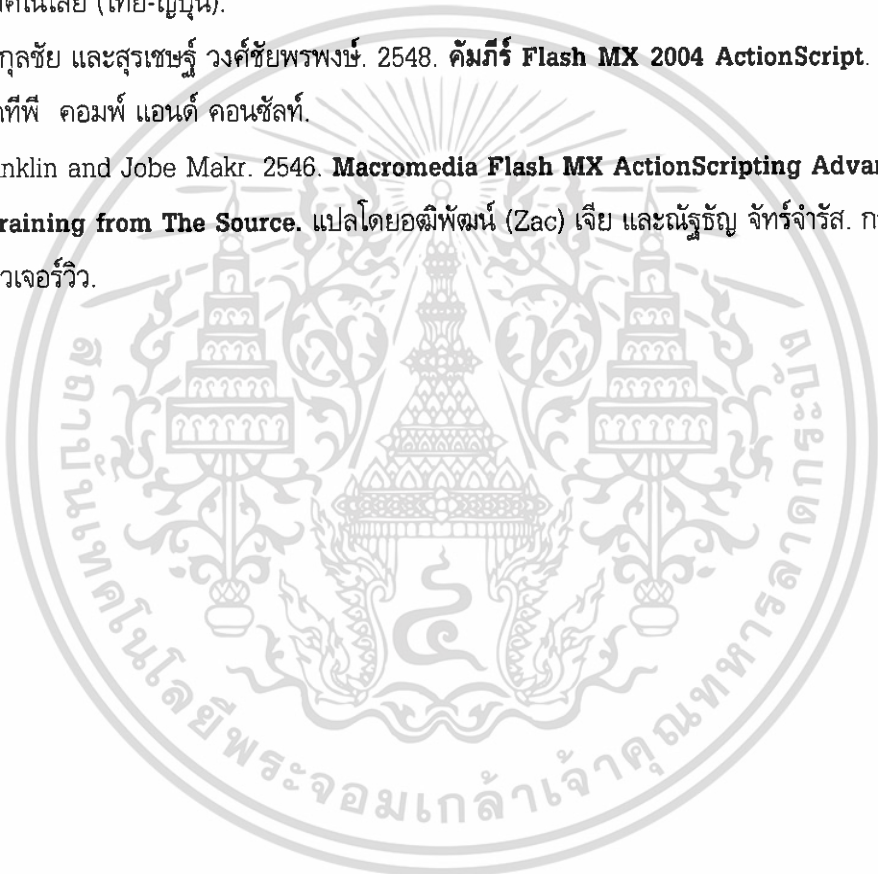 คโนโลยี (ไทย-ญี่ปุ่น).
กุลชัย และสุรเชษฐ์ วงศ์ชัยพรพงษ์. 2548. คัมภีร์ Flash MX 2004 ActionScript.
ทีพี คอมพ์ แอนด์ คอนซัลท์.
nklin and Jobe Makr. 2546. Macromedia Flash MX ActionScripting Advan
raining from The Source. แปลโดยอฒิพัฒน์ (Zac) เจีย และณัฐธัญ จัทร์จำรัส. ก
วเจอร์วิว.
สถาบันเทคโนโลยีพระจอมเกล้าเจ้าคุณทหารลาดกระบัง